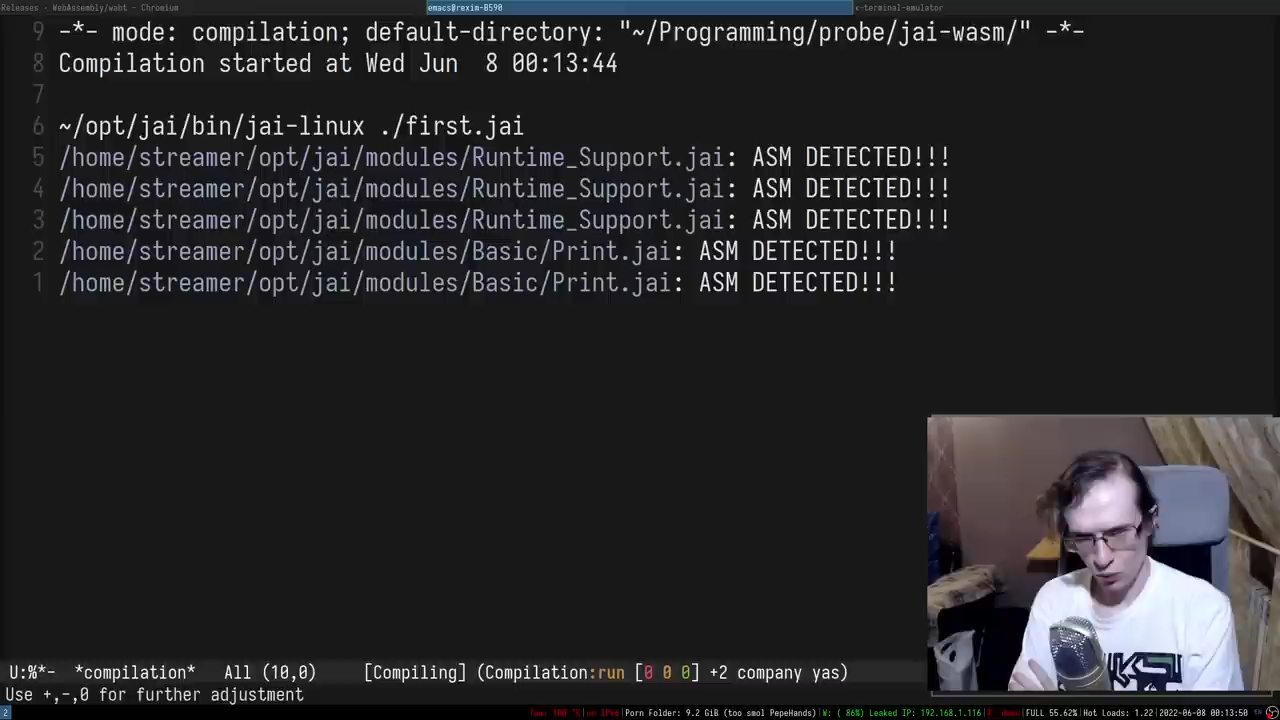 Releases · WebAssembly/wabt - Chromium
emacs@rexim-B590
x-terminal-emulator
9 -*- mode: compilation; default-directory: "~/Programming/probe/jai-wasm/" -*-
8 Compilation started at Wed Jun  8 00:13:44
7
6 ~/opt/jai/bin/jai-linux ./first.jai
5 /home/streamer/opt/jai/modules/Runtime_Support.jai: ASM DETECTED!!!
4 /home/streamer/opt/jai/modules/Runtime_Support.jai: ASM DETECTED!!!
3 /home/streamer/opt/jai/modules/Runtime_Support.jai: ASM DETECTED!!!
2 /home/streamer/opt/jai/modules/Basic/Print.jai: ASM DETECTED!!!
1 /home/streamer/opt/jai/modules/Basic/Print.jai: ASM DETECTED!!!
U:%*- *compilation* All (10,0) [Compiling] (Compilation:run [0 0 0] +2 company yas)
Use +,-,0 for further adjustment
2 no IPv6|Porn Folder: 9.2 GiB (too smol PepeHands)|W: ( 86%) Leaked IP: 192.168.1.116|E: down|FULL 55.62%|Hot Loads: 1.22|2022-06-08 00:13:50